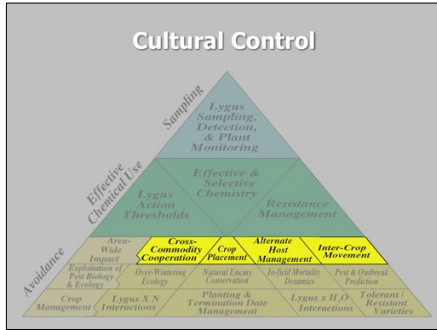 Cultural Control
Sampling
Lygus
Sampling,
Detection,
& Plant
Monitoring
Effective
Chemical Use
Lygus
Action
Thresholds
Effective &
Selective
Chemistry
Resistance
Management
Avoidance
Area-
Wide
Impact
Cross-
Commodity
Cooperation
Crop
Placement
Alternate
Host
Management
Inter-Crop
Movement
Exploitation of
Pest Biology
& Ecology
Over-Wintering
Ecology
Natural Enemy
Conservation
In-field Mortality
Dynamics
Pest & Outbreak
Prediction
Crop
Management
Lygus X N
Interactions
Planting &
Termination Date
Management
Lygus x H2O
Interactions
Tolerant /
Resistant
Varieties